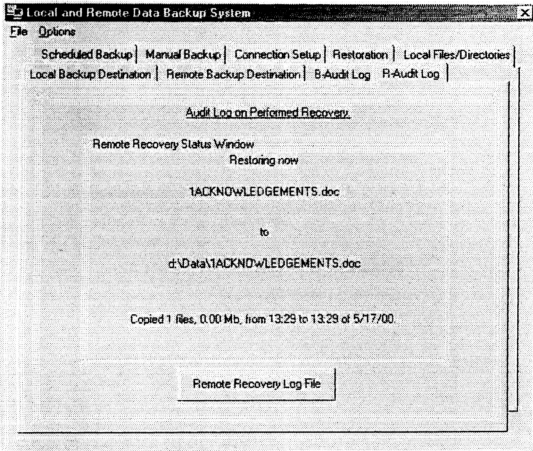 Local and Remote Data Backup System
File Options
Scheduled Backup Manual Backup Connection Setup Restoration Local Files/Directories
Local Backup Destination Remote Backup Destination B-Audit Log R-Audit Log
Audit Log on Performed Recovery.
Remote Recovery Status Window
Restoring now
1ACKNOWLEDGEMENTS.doc
to
d:\Data\1ACKNOWLEDGEMENTS.doc
Copied 1 files, 0.00 Mb, from 13:29 to 13:29 of 5/17/00.
Remote Recovery Log File